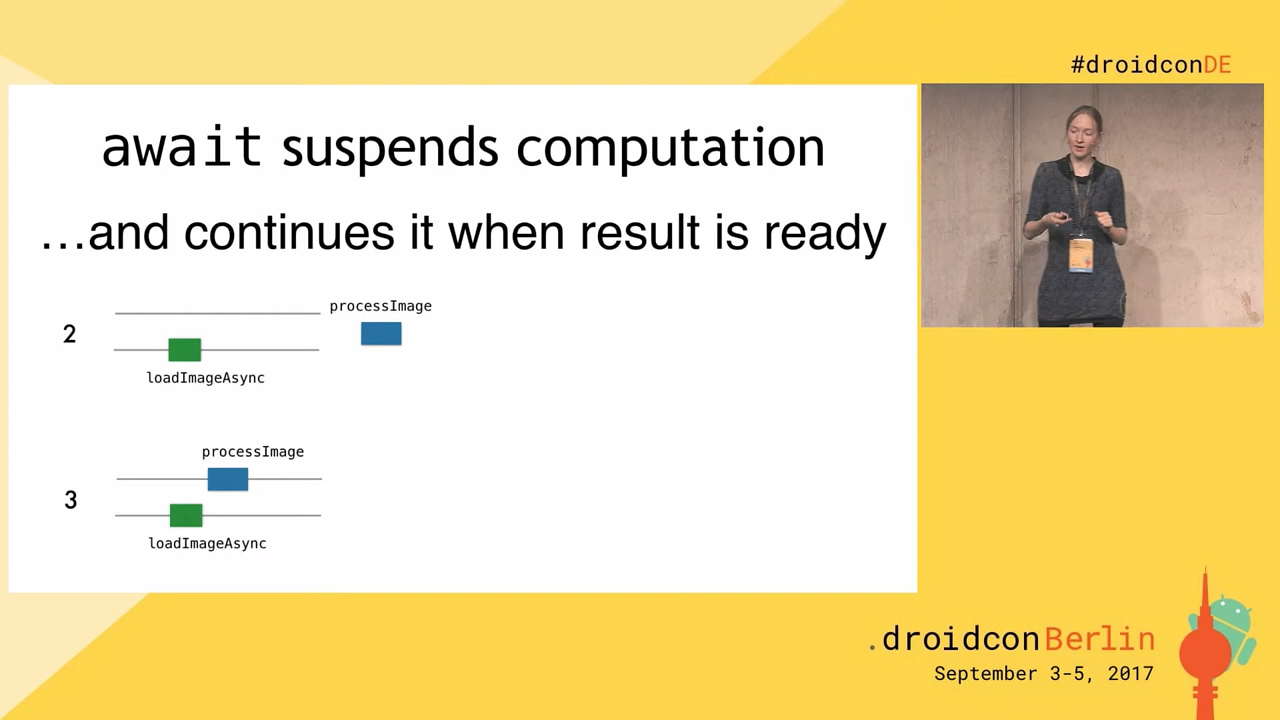 #droidconDE
await suspends computation
…and continues it when result is ready
processImage
2
loadImageAsync
processImage
3
loadImageAsync
.droidconBerlin
September 3-5, 2017